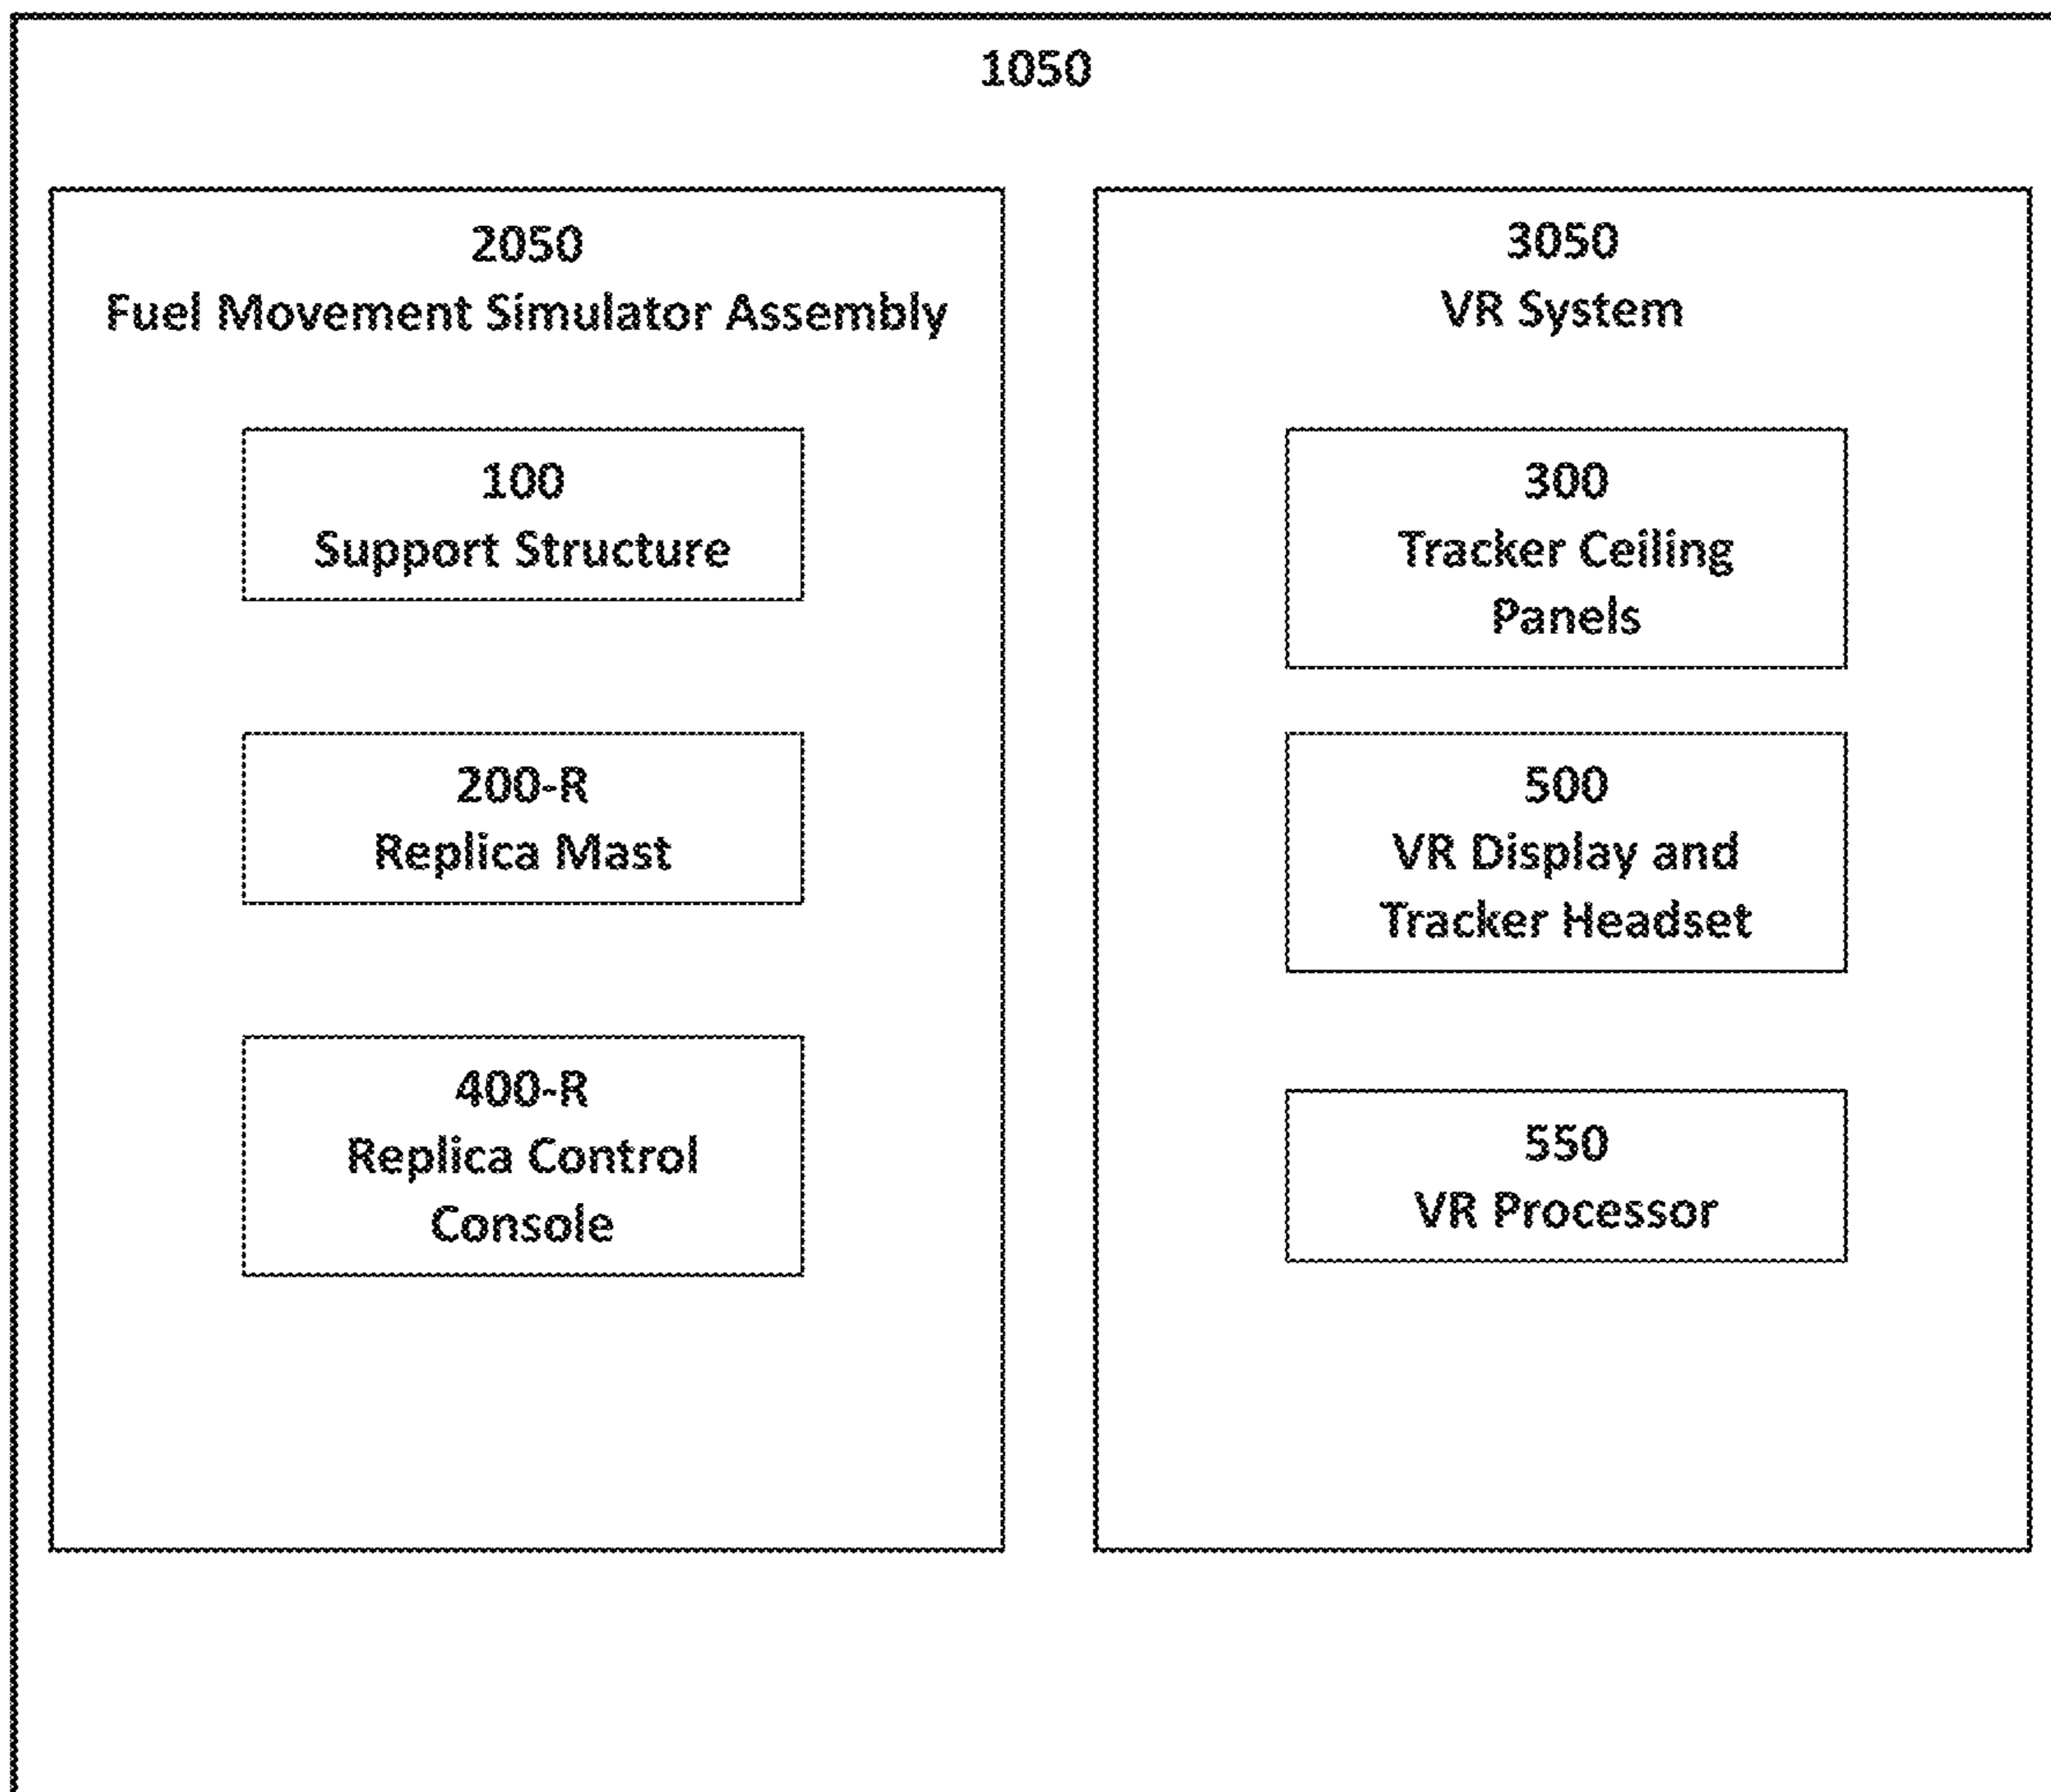 1050
2050
Fuel Movement Simulator Assembly
100
Support Structure
200-R
Replica Mast
400-R
Replica Control
Console
3050
VR System
300
Tracker Ceiling
Panels
500
VR Display and
Tracker Headset
550
VR Processor